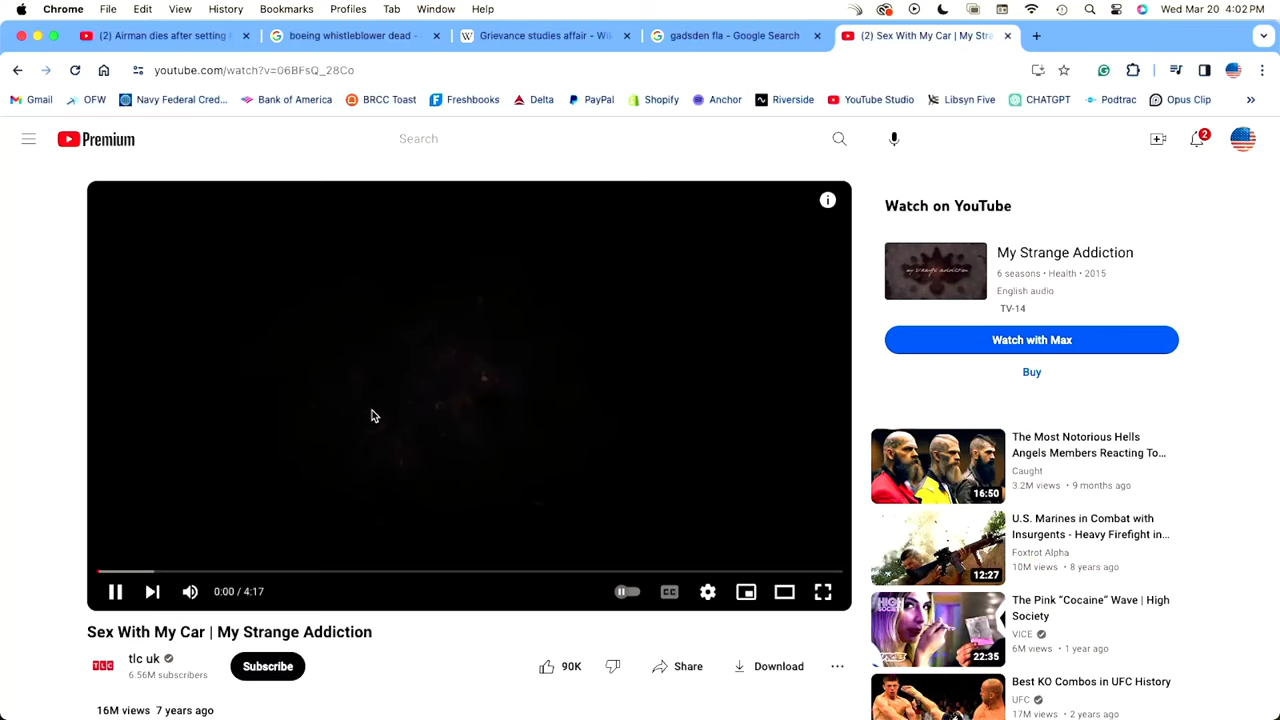 Chrome File Edit View History Bookmarks Profiles Tab Window Help Wed Mar 20 4:02 PM
(2) Airman dies after setting boeing whistleblower dead - Grievance studies affair - Wi gadsden fla - Google Search (2) Sex With My Car | My Stra
youtube.com/watch?v=06BFsQ_28Co
Gmail OFW Navy Federal Cred... Bank of America BRCC Toast Freshbooks Delta PayPal Shopify Anchor Riverside YouTube Studio Libsyn Five CHATGPT Podtrac Opus Clip »
Premium Search 2
Watch on YouTube
my strange addiction
My Strange Addiction
6 seasons • Health • 2015
English audio
TV-14
Watch with Max
Buy
The Most Notorious Hells
Angels Members Reacting To...
Caught
3.2M views • 9 months ago
16:50
U.S. Marines in Combat with
Insurgents - Heavy Firefight in...
Foxtrot Alpha
10M views • 8 years ago
12:27
The Pink “Cocaine” Wave | High
Society
VICE
6M views • 1 year ago
HIGH
SOCIETY
22:35
Best KO Combos in UFC History
UFC
17M views • 2 years ago
0:00 / 4:17 CC
Sex With My Car | My Strange Addiction
TLC tlc uk
6.56M subscribers
Subscribe
90K Share Download
16M views 7 years ago